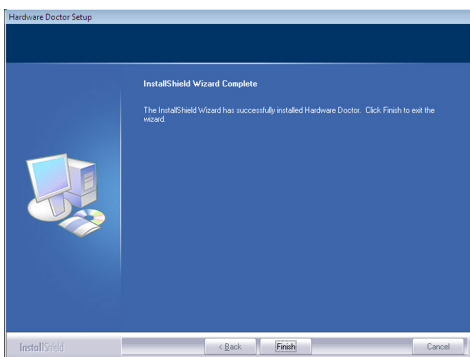 Hardware Doctor Setup
InstallShield Wizard Complete
The InstallShield Wizard has successfully installed Hardware Doctor. Click Finish to exit the
wizard.
InstallShield
< Back
Finish
Cancel